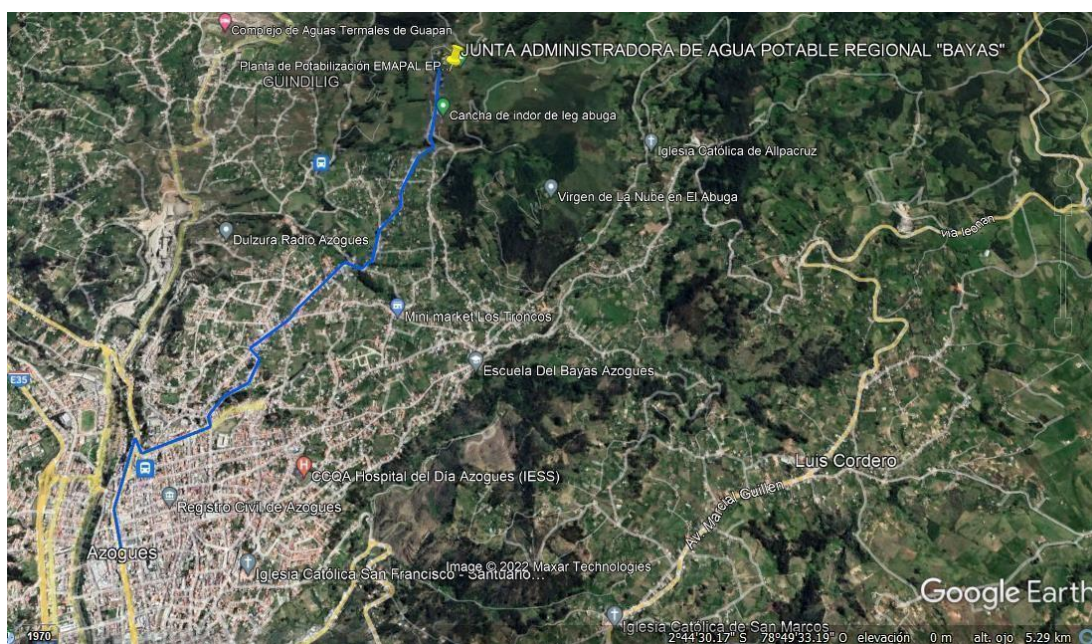 Complejo de Aguas Termales de Guapan
JUNTA ADMINISTRADORA DE AGUA POTABLE REGIONAL "BAYAS"
Planta de Potabilización EMAPAL EP...
GUINDILIG
Cancha de indor de leg abuga
Iglesia Católica de Allpacruz
Virgen de La Nube en El Abuga
Dulzura Radio Azogues
via leonan
Mini market Los Troncos
Escuela Del Bayas Azogues
E35
Luis Cordero
H
CCQA Hospital del Día Azogues (IESS)
Av. Marcial Guillen
Registro Civil de Azogues
Azogues
Iglesia Católica San Francisco - Santuario...
Image © 2022 Maxar Technologies
Google Earth
Iglesia Católica de San Marcos
1970
2°44'30.17" S 78°49'33.19" O elevación 0 m alt. ojo 5.29 km